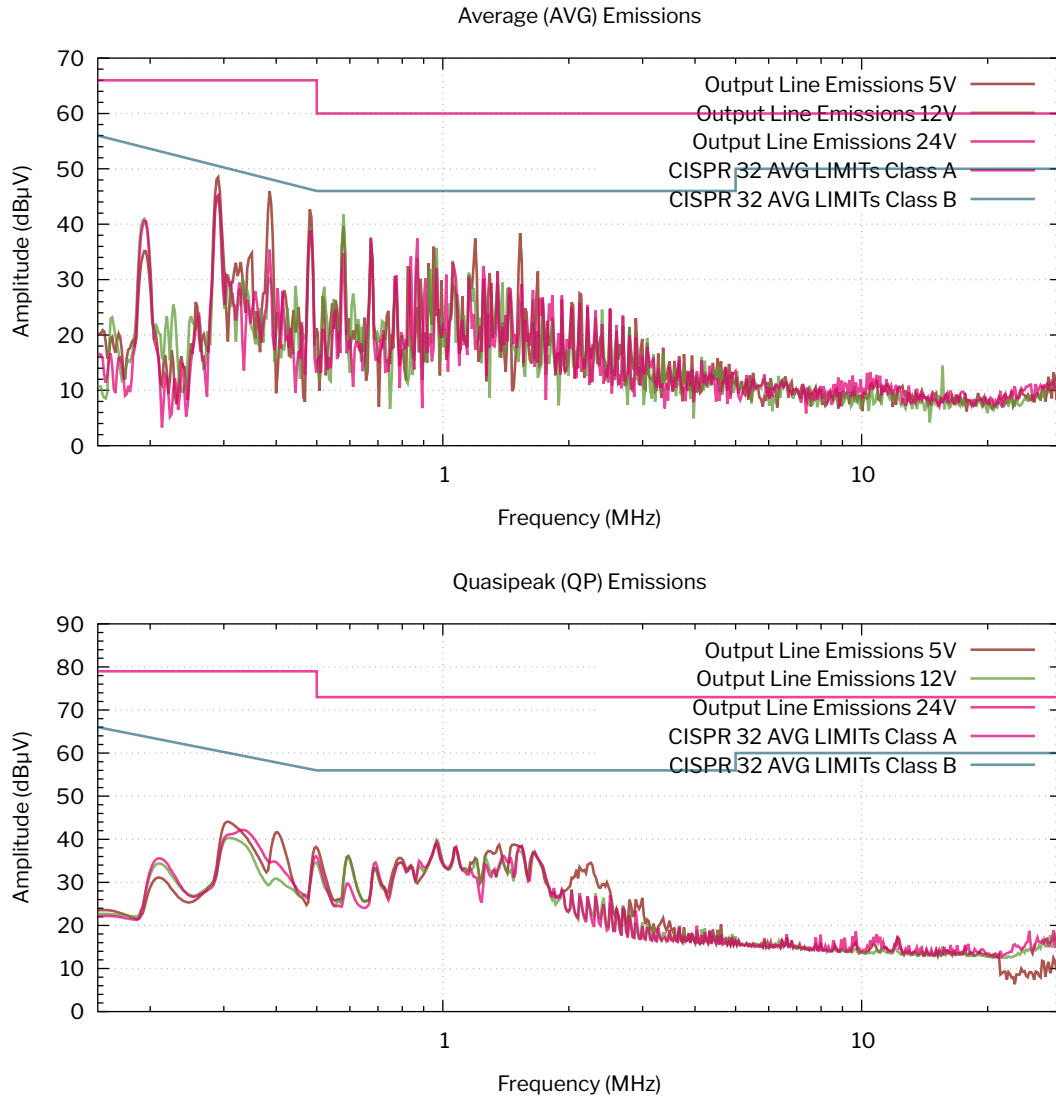 Average (AVG) Emissions
70
60
50
40
30
20
10
0
Amplitude (dBμV)
Output Line Emissions 5V
Output Line Emissions 12V
Output Line Emissions 24V
CISPR 32 AVG LIMITs Class A
CISPR 32 AVG LIMITs Class B
1
10
Frequency (MHz)
Quasipeak (QP) Emissions
90
80
70
60
50
40
30
20
10
0
Amplitude (dBμV)
Output Line Emissions 5V
Output Line Emissions 12V
Output Line Emissions 24V
CISPR 32 AVG LIMITs Class A
CISPR 32 AVG LIMITs Class B
1
10
Frequency (MHz)